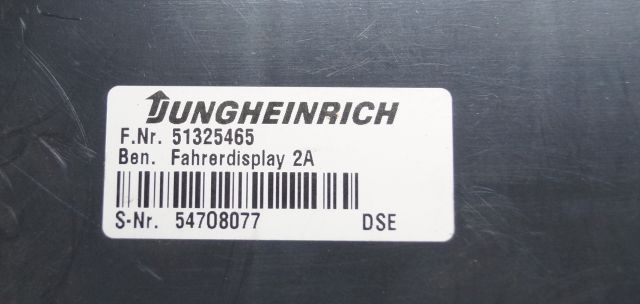 JUNGHEINRICH
F.Nr. 51325465
Ben. Fahrerdisplay 2A
S-Nr. 54708077 DSE